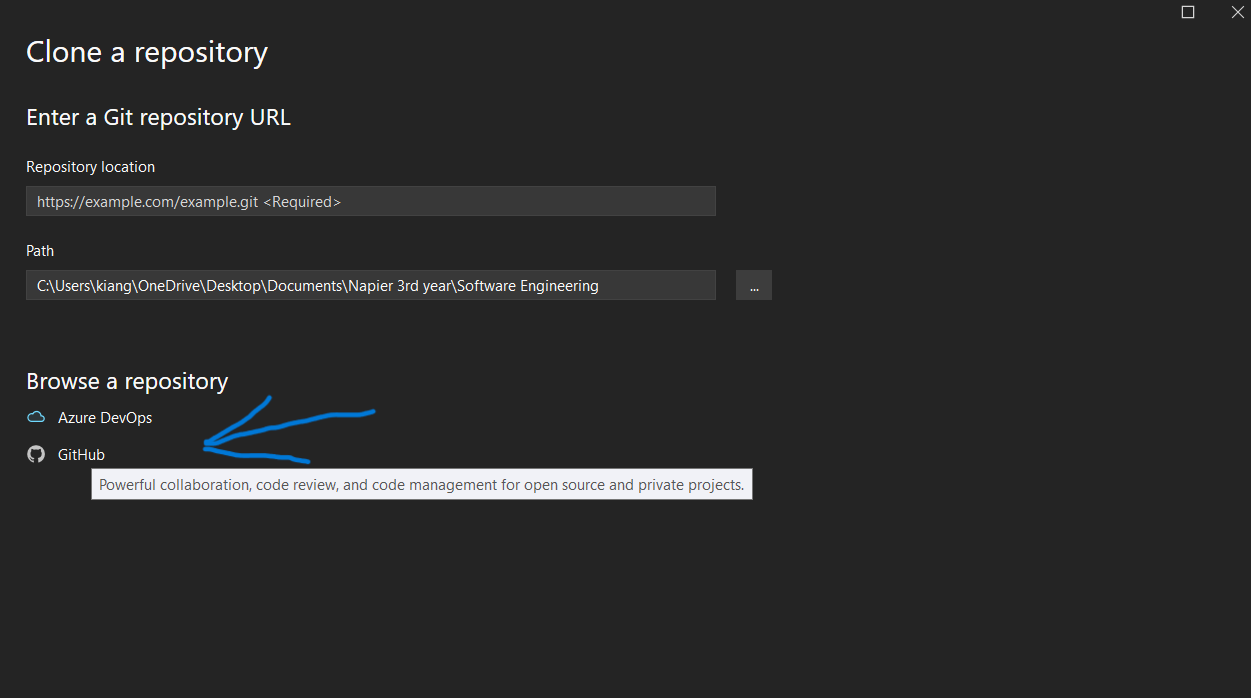 Clone a repository
Enter a Git repository URL
Repository location
https://example.com/example.git <Required>
Path
C:\Users\kiang\OneDrive\Desktop\Documents\Napier 3rd year\Software Engineering
...
Browse a repository
Azure DevOps
GitHub
Powerful collaboration, code review, and code management for open source and private projects.